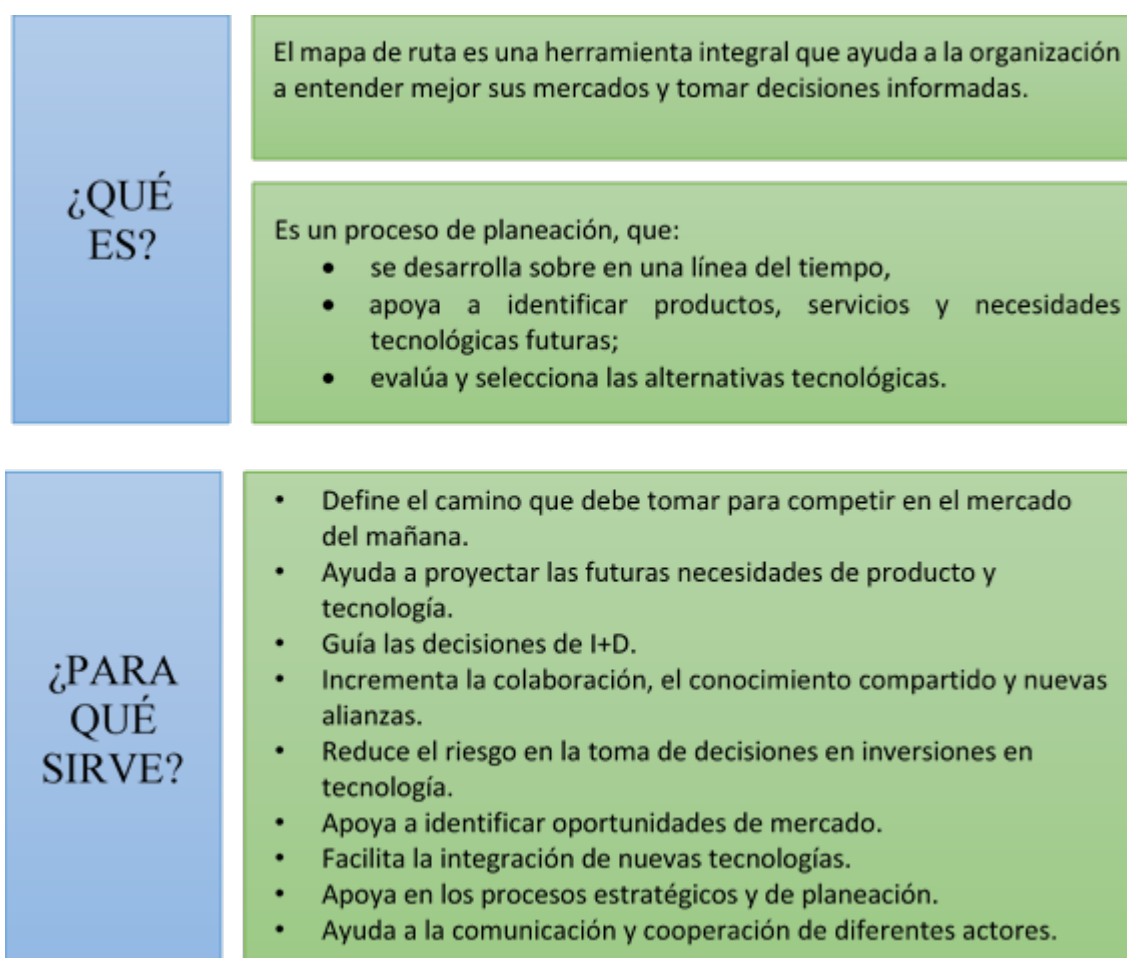 ¿QUÉ
ES?
El mapa de ruta es una herramienta integral que ayuda a la organización
a entender mejor sus mercados y tomar decisiones informadas.
Es un proceso de planeación, que:
• se desarrolla sobre en una línea del tiempo,
• apoya a identificar productos, servicios y necesidades
tecnológicas futuras;
• evalúa y selecciona las alternativas tecnológicas.
¿PARA
QUÉ
SIRVE?
• Define el camino que debe tomar para competir en el mercado
del mañana.
• Ayuda a proyectar las futuras necesidades de producto y
tecnología.
• Guía las decisiones de I+D.
• Incrementa la colaboración, el conocimiento compartido y nuevas
alianzas.
• Reduce el riesgo en la toma de decisiones en inversiones en
tecnología.
• Apoya a identificar oportunidades de mercado.
• Facilita la integración de nuevas tecnologías.
• Apoya en los procesos estratégicos y de planeación.
• Ayuda a la comunicación y cooperación de diferentes actores.